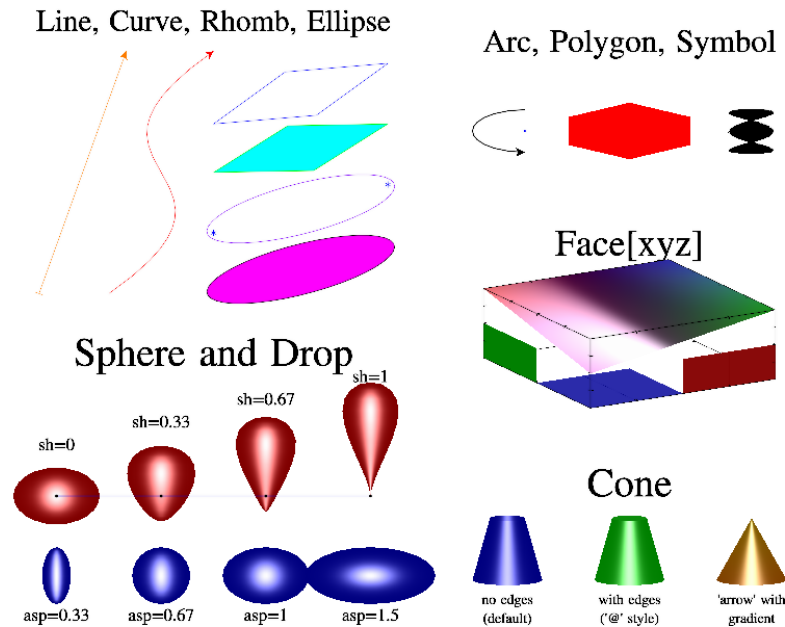 Line, Curve, Rhomb, Ellipse
Arc, Polygon, Symbol
Face[xyz]
Sphere and Drop
sh=0
sh=0.33
sh=0.67
sh=1
asp=0.33
asp=0.67
asp=1
asp=1.5
Cone
no edges
(default)
with edges
('@' style)
'arrow' with
gradient